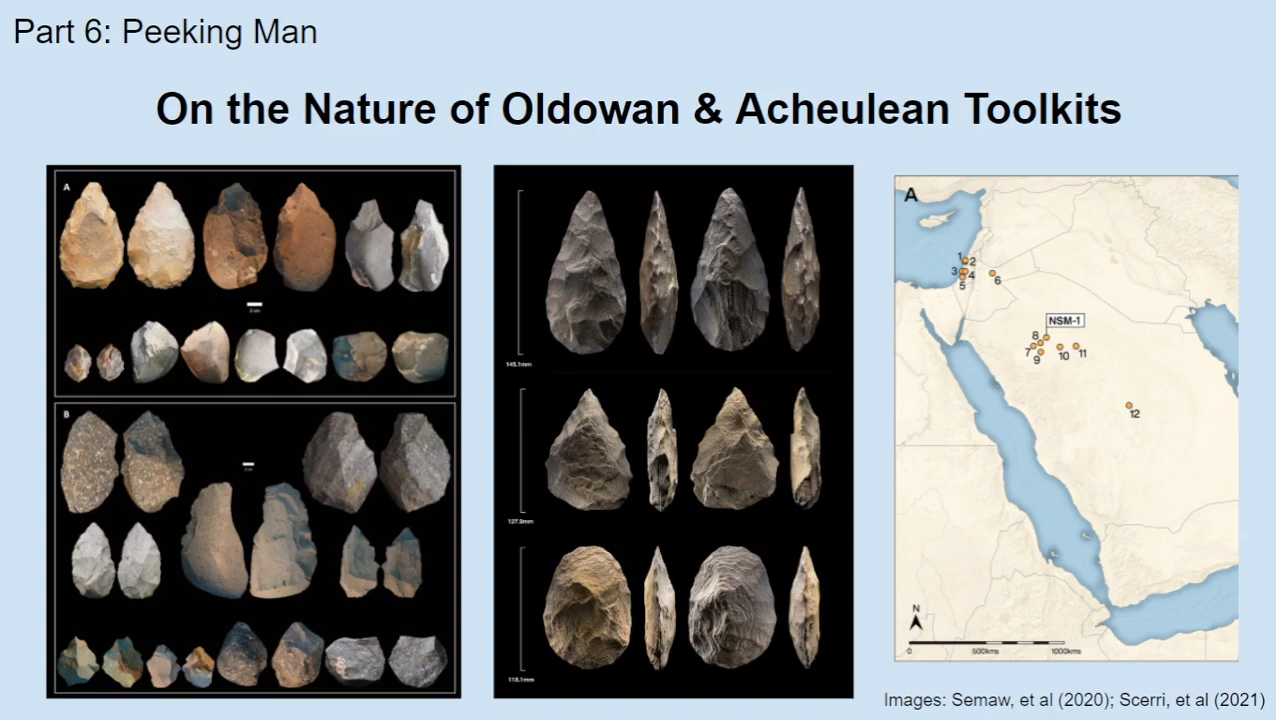 Part 6: Peeking Man
On the Nature of Oldowan & Acheulean Toolkits
A
B
145.1mm
127.9mm
118.1mm
A
1
2
3
4
5
6
NSM-1
8
7
9
10
11
12
N
0 500kms 1000kms
Images: Semaw, et al (2020); Scerri, et al (2021)